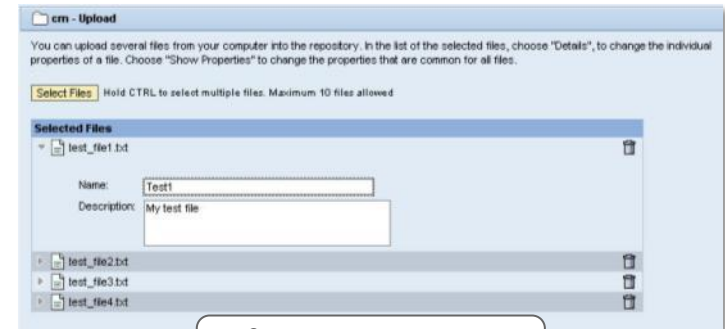 cm - Upload
You can upload several files from your computer into the repository. In the list of the selected files, choose "Details", to change the individual
properties of a file. Choose "Show Properties" to change the properties that are common for all files.
Select Files Hold CTRL to select multiple files. Maximum 10 files allowed
Selected Files
test_file1.txt
Name: Test1
Description: My test file
test_file2.txt
test_file3.txt
test_file4.txt